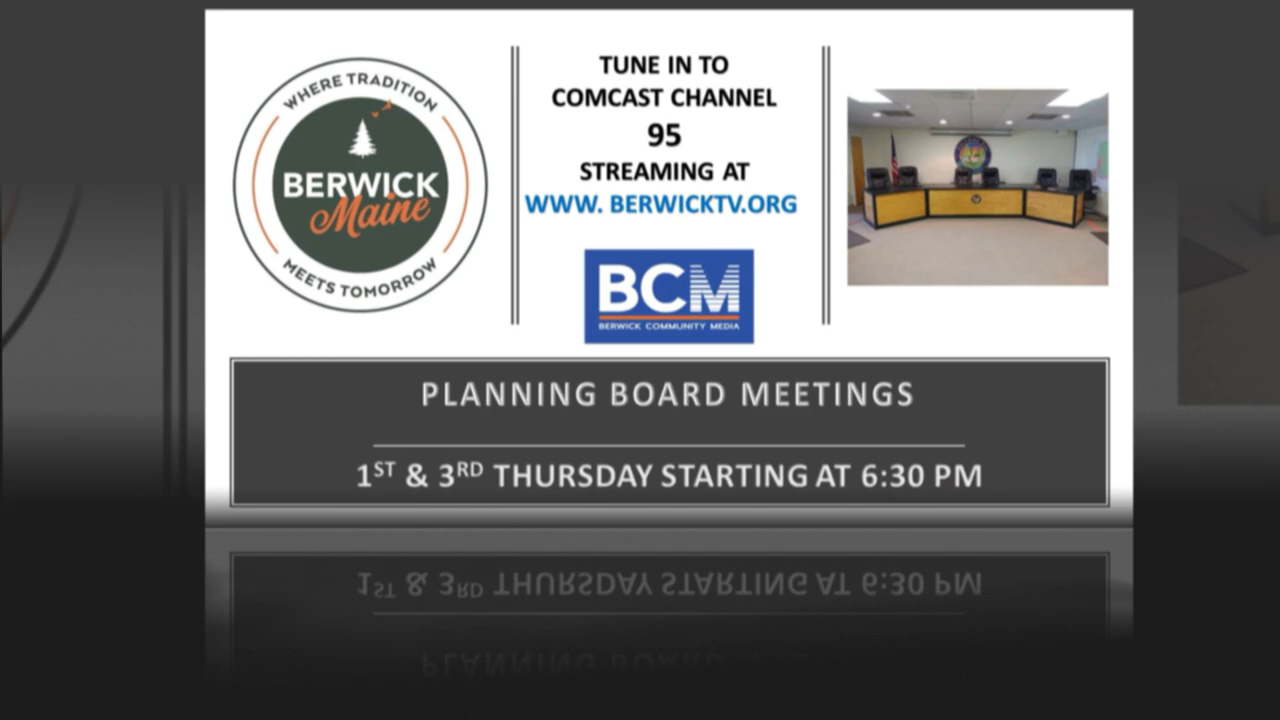 WHERE TRADITION
BERWICK
Maine
MEETS TOMORROW
TUNE IN TO
COMCAST CHANNEL
95
STREAMING AT
WWW. BERWICKTV.ORG
BCM
BERWICK COMMUNITY MEDIA
PLANNING BOARD MEETINGS
1ST & 3RD THURSDAY STARTING AT 6:30 PM